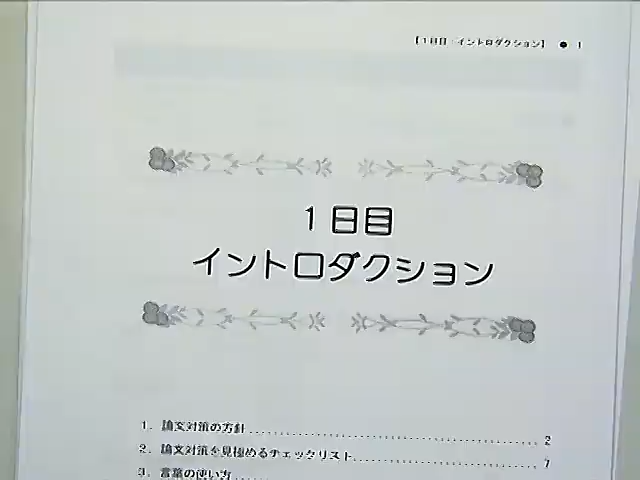 【1日目：イントロダクション】 ● 1
1日目
イントロダクション
1. 論文対策の方針 2
2. 論文対策を見極めるチェックリスト 7
3. 言葉の使い方